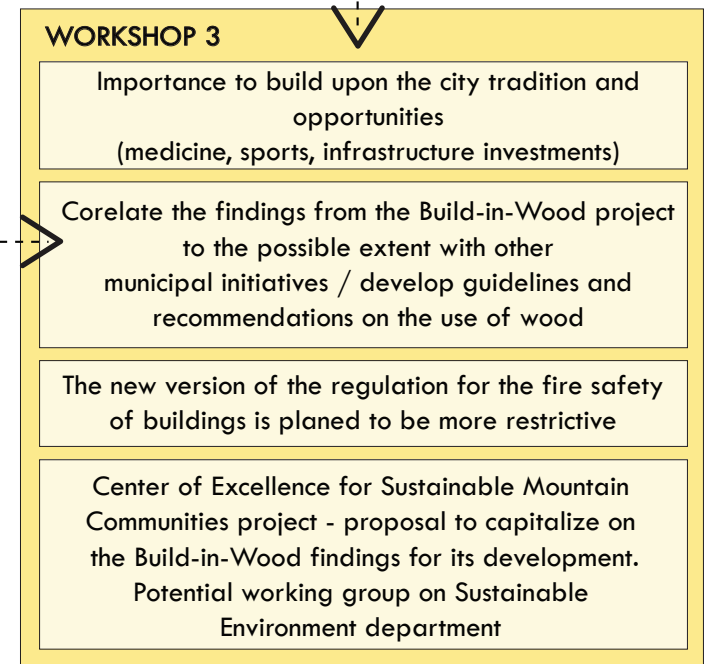 WORKSHOP 3
Importance to build upon the city tradition and
opportunities
(medicine, sports, infrastructure investments)
Corelate the findings from the Build-in-Wood project
to the possible extent with other
municipal initiatives / develop guidelines and
recommendations on the use of wood
The new version of the regulation for the fire safety
of buildings is planed to be more restrictive
Center of Excellence for Sustainable Mountain
Communities project - proposal to capitalize on
the Build-in-Wood findings for its development.
Potential working group on Sustainable
Environment department